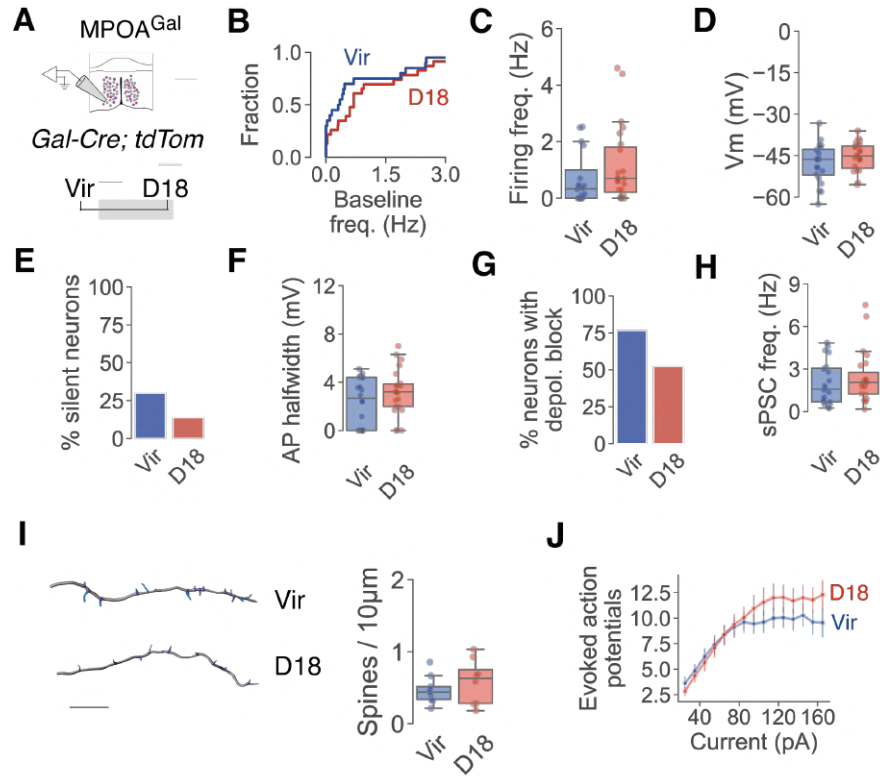 A
MPOAGal
Gal-Cre; tdTom
Vir D18
B
Fraction
1.0
0.5
0.0
Vir
D18
0.0 1.5 3.0
Baseline
freq. (Hz)
C
Firing freq. (Hz)
6
4
2
0
Vir D18
D
Vm (mV)
0
−15
−30
−45
−60
Vir D18
E
% silent neurons
100
75
50
25
0
Vir D18
F
AP halfwidth (mV)
12
8
4
0
Vir D18
G
% neurons with
depol. block
100
75
50
25
0
Vir D18
H
sPSC freq. (Hz)
9
6
3
0
Vir D18
I
Vir
D18
Spines / 10μm
2
1
0
Vir D18
J
Evoked action
potentials
12.5
10.0
7.5
5.0
2.5
D18
Vir
40 80 120 160
Current (pA)